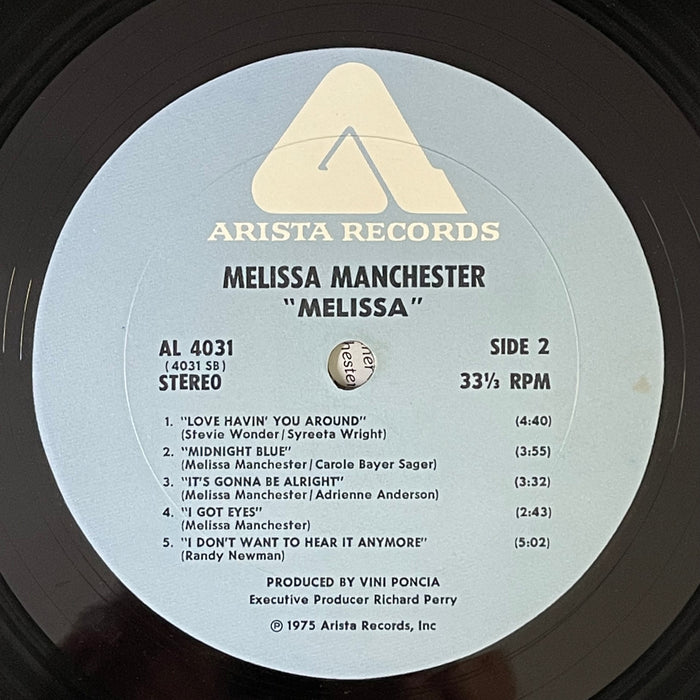 ARISTA RECORDS
MELISSA MANCHESTER
"MELISSA"
AL 4031
(4031 SB)
STEREO
SIDE 2
33⅓ RPM
hester
1. "LOVE HAVIN' YOU AROUND" (4:40)
(Stevie Wonder/Syreeta Wright)
2. "MIDNIGHT BLUE" (3:55)
(Melissa Manchester/Carole Bayer Sager)
3. "IT'S GONNA BE ALRIGHT" (3:32)
(Melissa Manchester/Adrienne Anderson)
4. "I GOT EYES" (2:43)
(Melissa Manchester)
5. "I DON'T WANT TO HEAR IT ANYMORE" (5:02)
(Randy Newman)
PRODUCED BY VINI PONCIA
Executive Producer Richard Perry
℗ 1975 Arista Records, Inc